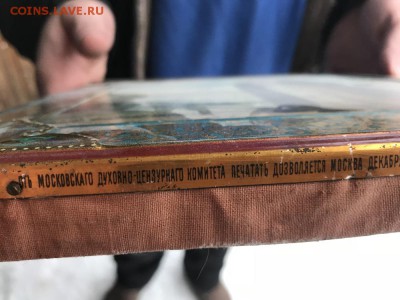 COINS.LAVE.RU
ОТЪ МОСКОВСКАГО ДУХОВНО-ЦЕНЗУРНАГО КОМИТЕТА ПЕЧАТАТЬ ДОЗВОЛЯЕТСЯ МОСКВА ДЕКАБР